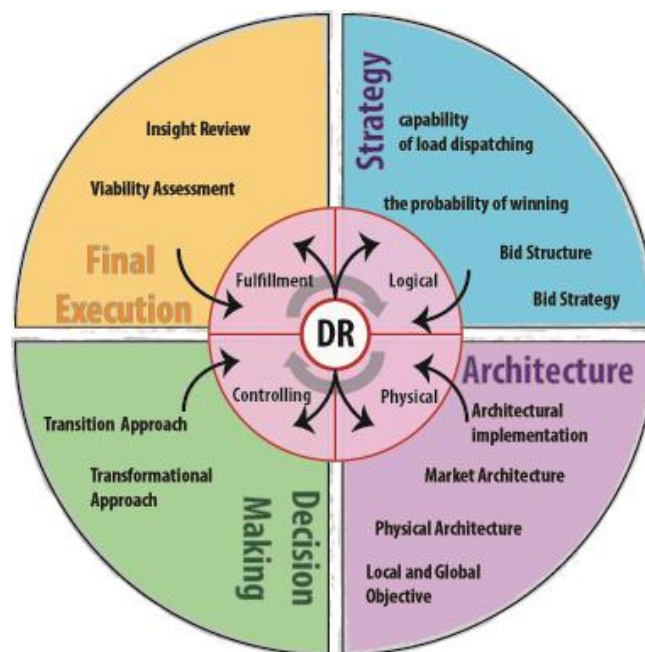 Insight Review
Viability Assessment
Final
Execution
Strategy
capability
of load dispatching
the probability of winning
Bid Structure
Bid Strategy
Fulfillment
Logical
DR
Controlling
Physical
Transition Approach
Transformational
Approach
Decision
Making
Architecture
Architectural
implementation
Market Architecture
Physical Architecture
Local and Global
Objective